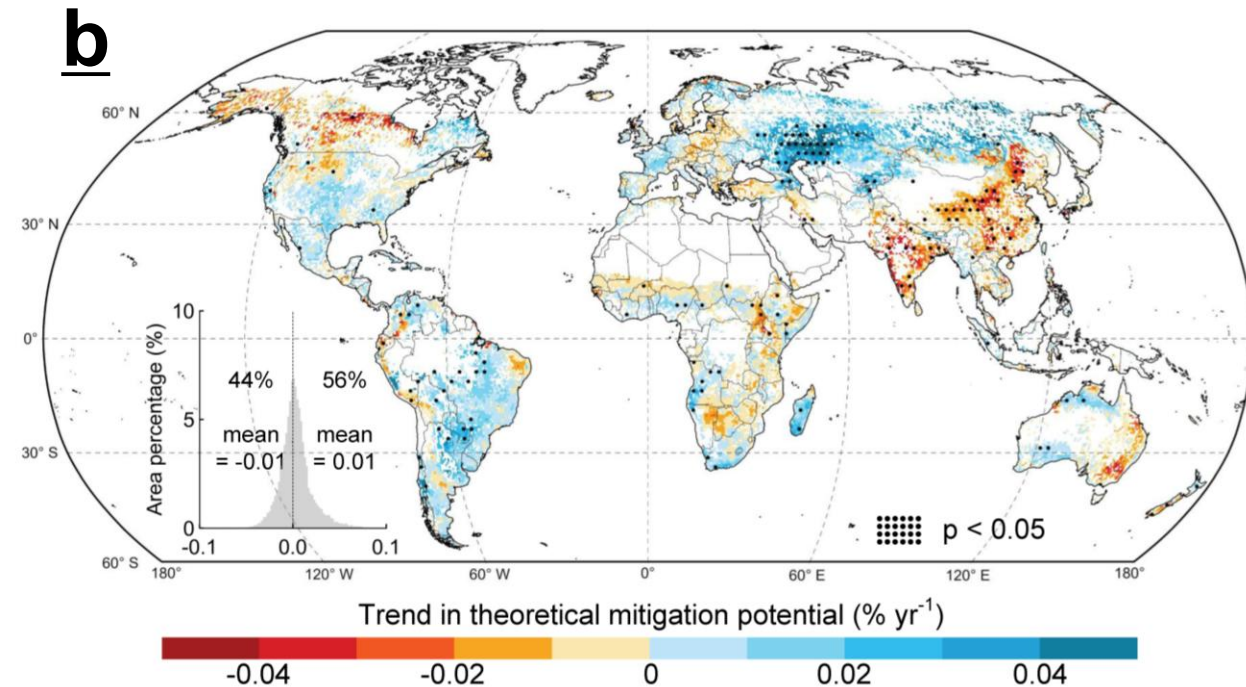 b
60° N
30° N
0°
30° S
60° S
10
5
0
Area percentage (%)
44%
56%
mean
= -0.01
mean
= 0.01
-0.1
0.0
0.1
p < 0.05
180°
120° W
60° W
0°
60° E
120° E
180°
Trend in theoretical mitigation potential (% yr⁻¹)
-0.04
-0.02
0
0.02
0.04